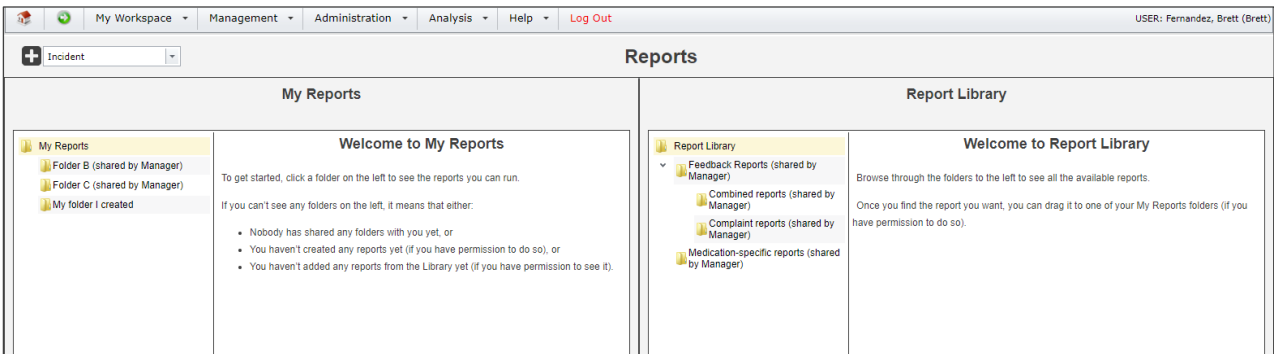 My Workspace Management Administration Analysis Help Log Out USER: Fernandez, Brett (Brett)
Incident
Reports
My Reports
My Reports
Folder B (shared by Manager)
Folder C (shared by Manager)
My folder I created
Welcome to My Reports
To get started, click a folder on the left to see the reports you can run.
If you can't see any folders on the left, it means that either:
• Nobody has shared any folders with you yet, or
• You haven't created any reports yet (if you have permission to do so), or
• You haven't added any reports from the Library yet (if you have permission to see it).
Report Library
Report Library
Feedback Reports (shared by
Manager)
Combined reports (shared by
Manager)
Complaint reports (shared by
Manager)
Medication-specific reports (shared
by Manager)
Welcome to Report Library
Browse through the folders to the left to see all the available reports.
Once you find the report you want, you can drag it to one of your My Reports folders (if you
have permission to do so).